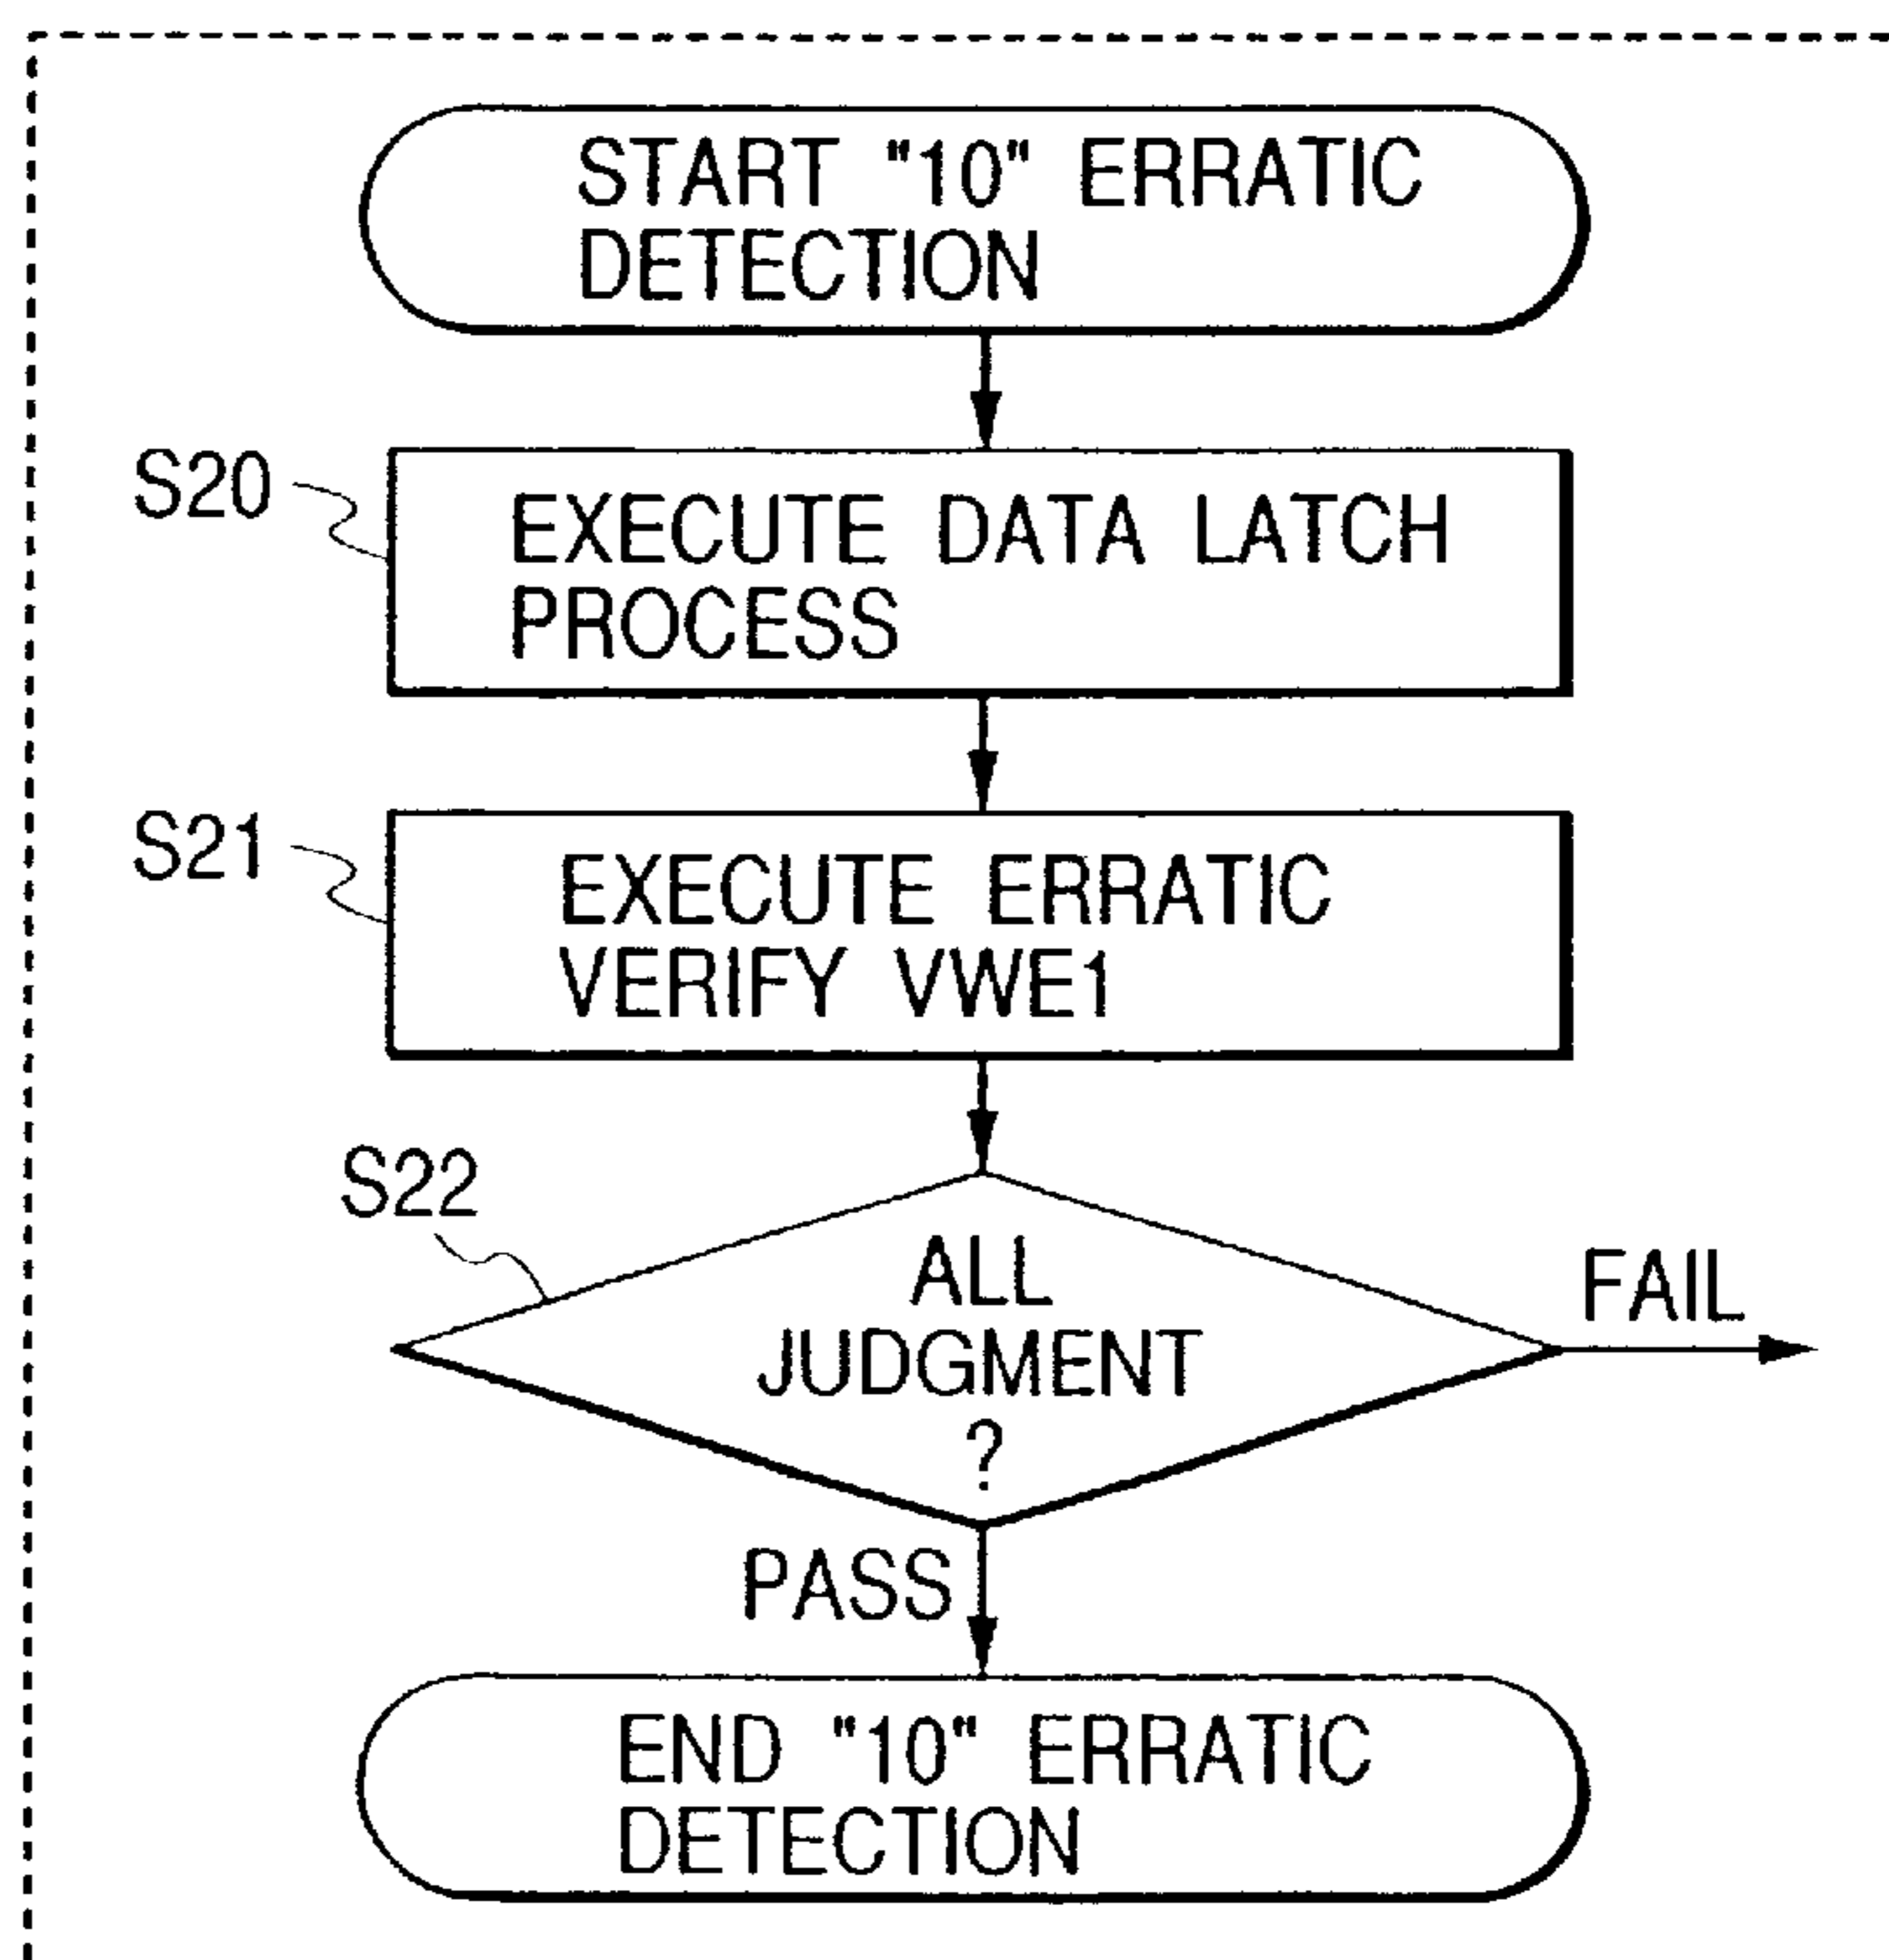 START "10" ERRATIC
DETECTION
S20
EXECUTE DATA LATCH
PROCESS
S21
EXECUTE ERRATIC
VERIFY VWE1
S22
ALL
JUDGMENT
?
FAIL
PASS
END "10" ERRATIC
DETECTION